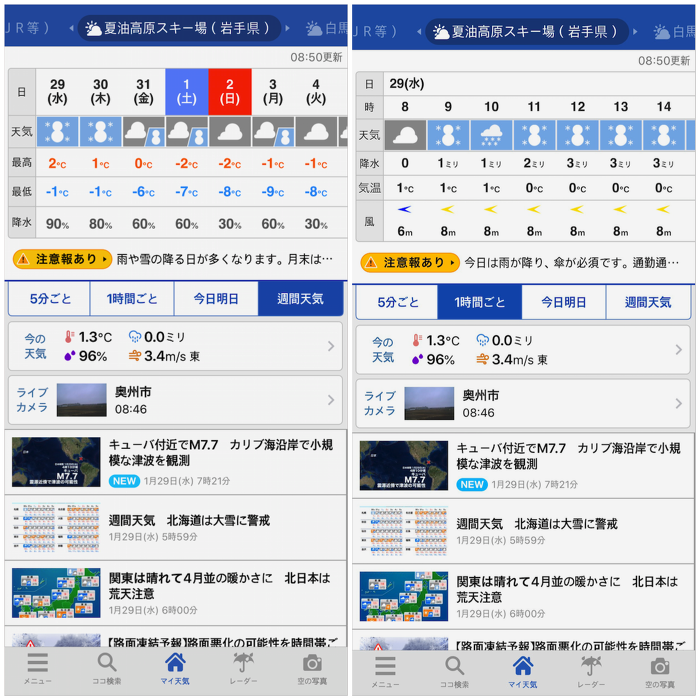 JR等 )
夏油高原スキー場 ( 岩手県 )
白馬
08:50更新
日
29
(水)
30
(木)
31
(金)
1
(土)
2
(日)
3
(月)
4
(火)
天気
最高
2℃
1℃
0℃
-2℃
-2℃
-1℃
-1℃
最低
-1℃
-1℃
-6℃
-7℃
-8℃
-9℃
-8℃
降水
90%
80%
60%
60%
30%
60%
30%
注意報あり
雨や雪の降る日が多くなります。月末は…
5分ごと
1時間ごと
今日明日
週間天気
今の
天気
1.3℃
0.0ミリ
96%
3.4m/s 東
ライブ
カメラ
奥州市
08:46
キューバ付近でM7.7 カリブ海沿岸で小規
模な津波を観測
NEW 1月29日(水) 7時21分
M7.7
週間天気 北海道は大雪に警戒
1月29日(水) 5時59分
関東は晴れて4月並の暖かさに 北日本は
荒天注意
1月29日(水) 6時00分
【路面凍結予報】路面悪化の可能性を時間帯ご
メニュー
ココ検索
マイ天気
レーダー
空の写真
JR等 )
夏油高原スキー場 ( 岩手県 )
白馬
08:50更新
日
29(水)
時
8
9
10
11
12
13
14
天気
降水
0
1ミリ
1ミリ
2ミリ
3ミリ
3ミリ
3ミリ
気温
1℃
1℃
1℃
0℃
0℃
0℃
0℃
風
6m
8m
8m
8m
8m
8m
8m
注意報あり
今日は雨が降り、傘が必須です。通勤通…
5分ごと
1時間ごと
今日明日
週間天気
今の
天気
1.3℃
0.0ミリ
96%
3.4m/s 東
ライブ
カメラ
奥州市
08:46
キューバ付近でM7.7 カリブ海沿岸で小規
模な津波を観測
NEW 1月29日(水) 7時21分
M7.7
週間天気 北海道は大雪に警戒
1月29日(水) 5時59分
関東は晴れて4月並の暖かさに 北日本は
荒天注意
1月29日(水) 6時00分
【路面凍結予報】路面悪化の可能性を時間帯ご
メニュー
ココ検索
マイ天気
レーダー
空の写真